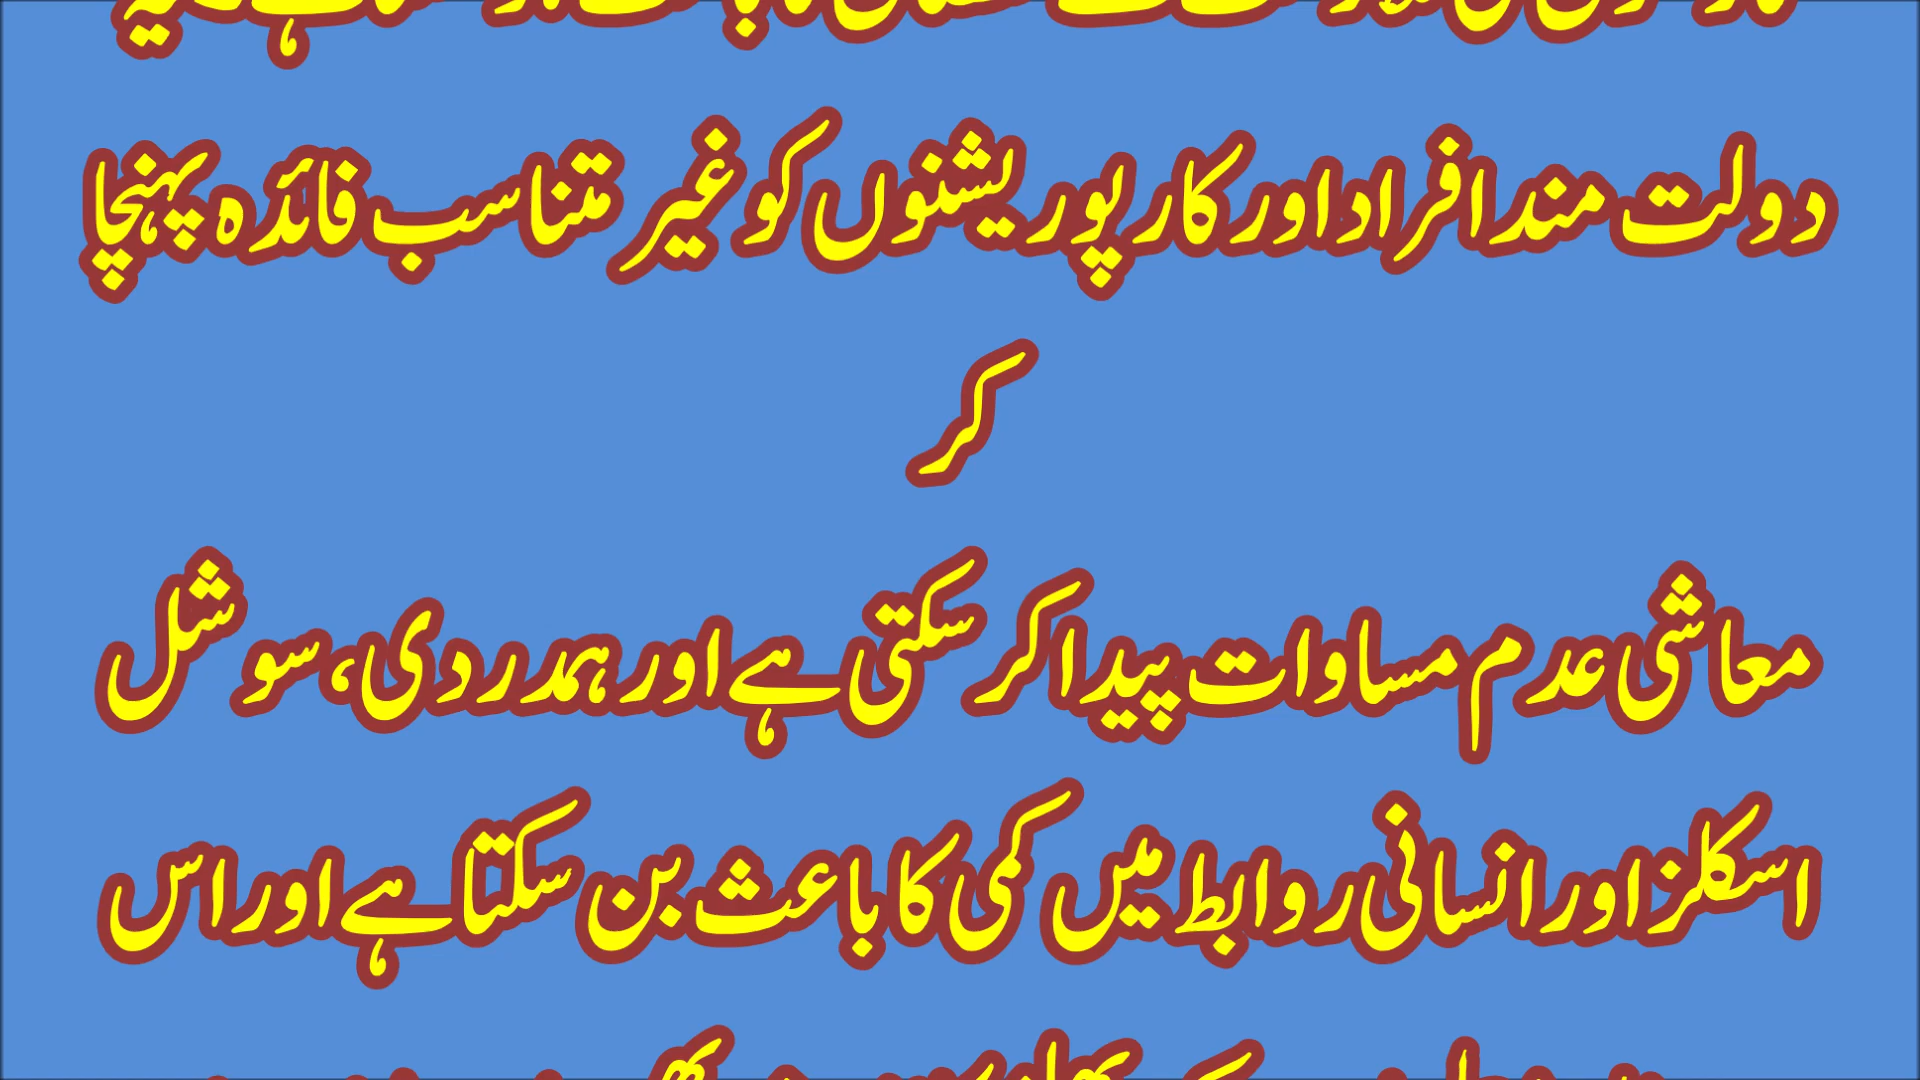 دولت مند افراد اور کارپوریشنوں کو غیر متناسب فائدہ پہنچا
کر
معاشی عدم مساوات پیدا کر سکتی ہے اور ہمدردی، سوشل
اسکلز اور انسانی روابط میں کمی کا باعث بن سکتا ہے اور اس